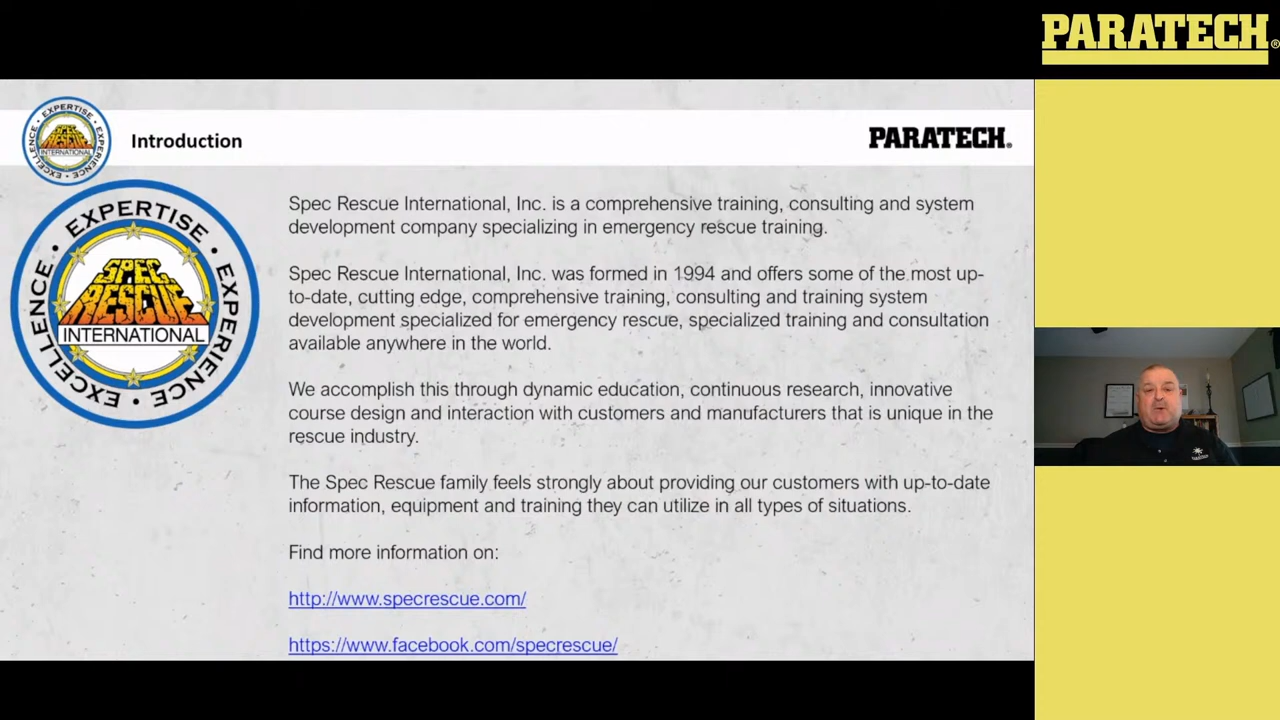 PARATECH®
Introduction
PARATECH®
EXPERTISE • EXPERIENCE • EXCELLENCE •
SPEC RESCUE
INTERNATIONAL
EXPERTISE • EXPERIENCE • EXCELLENCE •
SPEC.
RESCUE
INTERNATIONAL
Spec Rescue International, Inc. is a comprehensive training, consulting and system
development company specializing in emergency rescue training.
Spec Rescue International, Inc. was formed in 1994 and offers some of the most up-
to-date, cutting edge, comprehensive training, consulting and training system
development specialized for emergency rescue, specialized training and consultation
available anywhere in the world.
We accomplish this through dynamic education, continuous research, innovative
course design and interaction with customers and manufacturers that is unique in the
rescue industry.
The Spec Rescue family feels strongly about providing our customers with up-to-date
information, equipment and training they can utilize in all types of situations.
Find more information on:
http://www.specrescue.com/
https://www.facebook.com/specrescue/